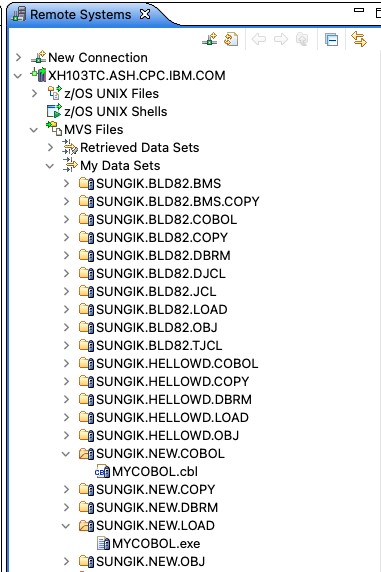 Remote Systems
New Connection
XH103TC.ASH.CPC.IBM.COM
z/OS UNIX Files
z/OS UNIX Shells
MVS Files
Retrieved Data Sets
My Data Sets
SUNGIK.BLD82.BMS
SUNGIK.BLD82.BMS.COPY
SUNGIK.BLD82.COBOL
SUNGIK.BLD82.COPY
SUNGIK.BLD82.DBRM
SUNGIK.BLD82.DJCL
SUNGIK.BLD82.JCL
SUNGIK.BLD82.LOAD
SUNGIK.BLD82.OBJ
SUNGIK.BLD82.TJCL
SUNGIK.HELLOWD.COBOL
SUNGIK.HELLOWD.COPY
SUNGIK.HELLOWD.DBRM
SUNGIK.HELLOWD.LOAD
SUNGIK.HELLOWD.OBJ
SUNGIK.NEW.COBOL
MYCOBOL.cbl
SUNGIK.NEW.COPY
SUNGIK.NEW.DBRM
SUNGIK.NEW.LOAD
MYCOBOL.exe
SUNGIK.NEW.OBJ